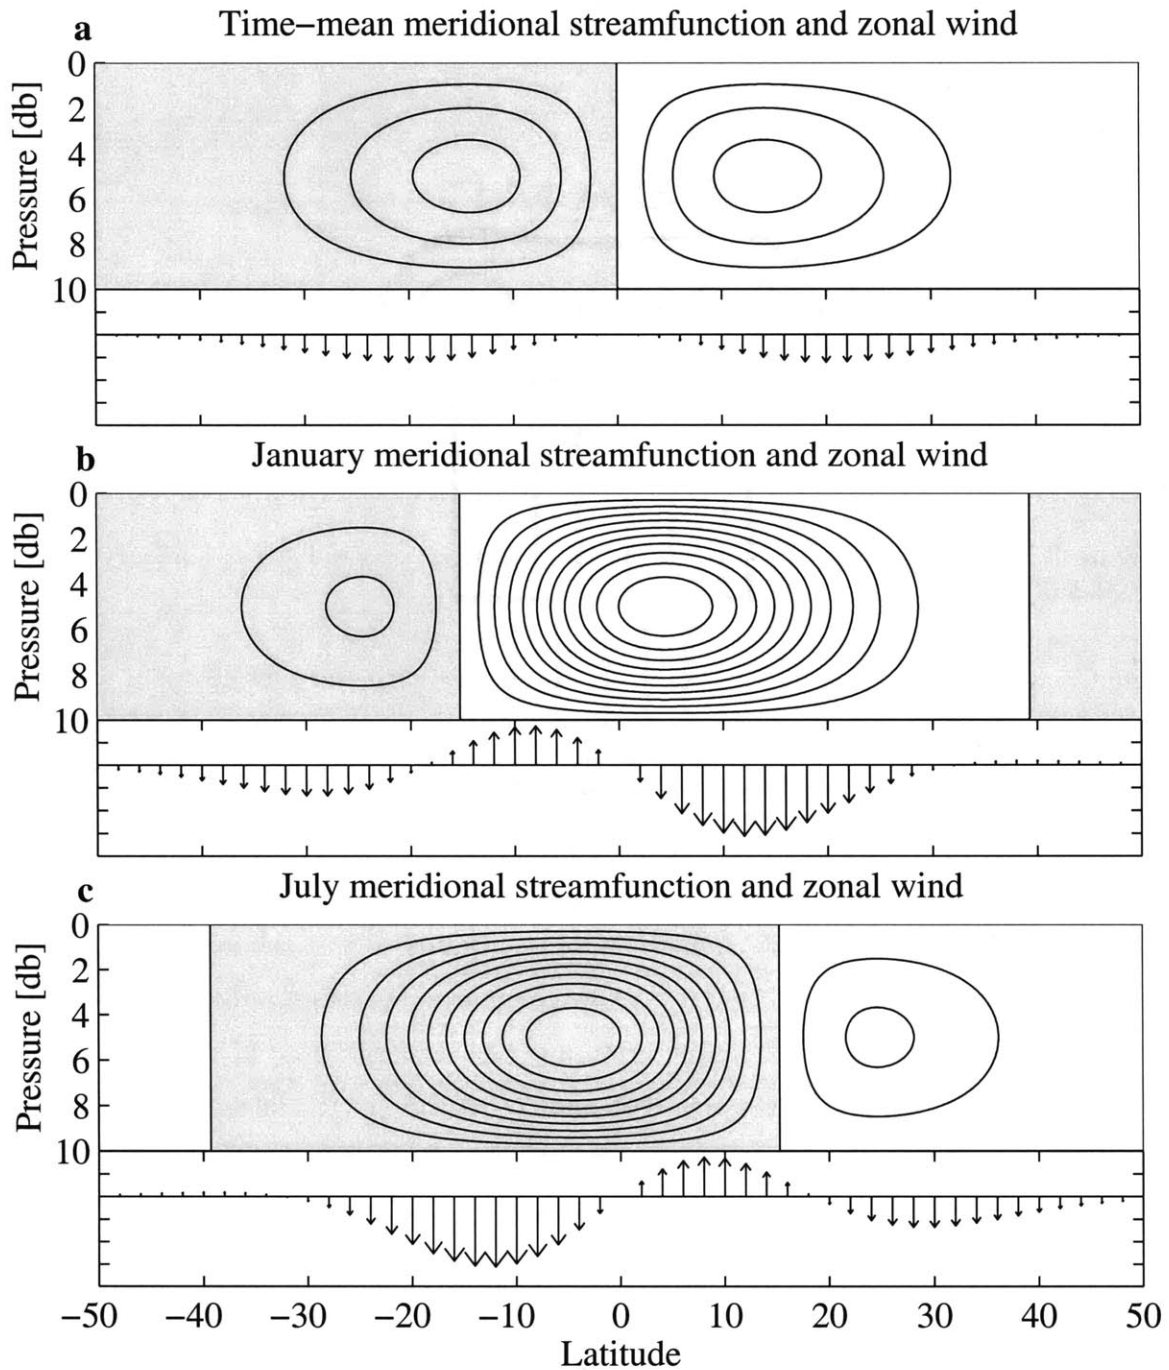 a Time−mean meridional streamfunction and zonal wind
Pressure [db]
0
2
4
6
8
10
b January meridional streamfunction and zonal wind
Pressure [db]
0
2
4
6
8
10
c July meridional streamfunction and zonal wind
Pressure [db]
0
2
4
6
8
10
−50 −40 −30 −20 −10 0 10 20 30 40 50
Latitude